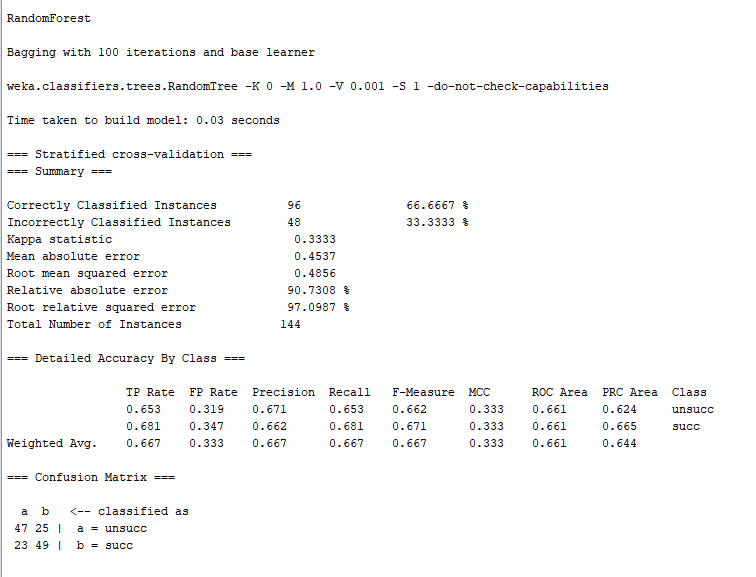 RandomForest
Bagging with 100 iterations and base learner
weka.classifiers.trees.RandomTree -K 0 -M 1.0 -V 0.001 -S 1 -do-not-check-capabilities
Time taken to build model: 0.03 seconds
=== Stratified cross-validation ===
=== Summary ===
Correctly Classified Instances 96 66.6667 %
Incorrectly Classified Instances 48 33.3333 %
Kappa statistic 0.3333
Mean absolute error 0.4537
Root mean squared error 0.4856
Relative absolute error 90.7308 %
Root relative squared error 97.0987 %
Total Number of Instances 144
=== Detailed Accuracy By Class ===
TP Rate FP Rate Precision Recall F-Measure MCC ROC Area PRC Area Class
0.653 0.319 0.671 0.653 0.662 0.333 0.661 0.624 unsucc
0.681 0.347 0.662 0.681 0.671 0.333 0.661 0.665 succ
Weighted Avg. 0.667 0.333 0.667 0.667 0.667 0.333 0.661 0.644
=== Confusion Matrix ===
a b <-- classified as
47 25 | a = unsucc
23 49 | b = succ